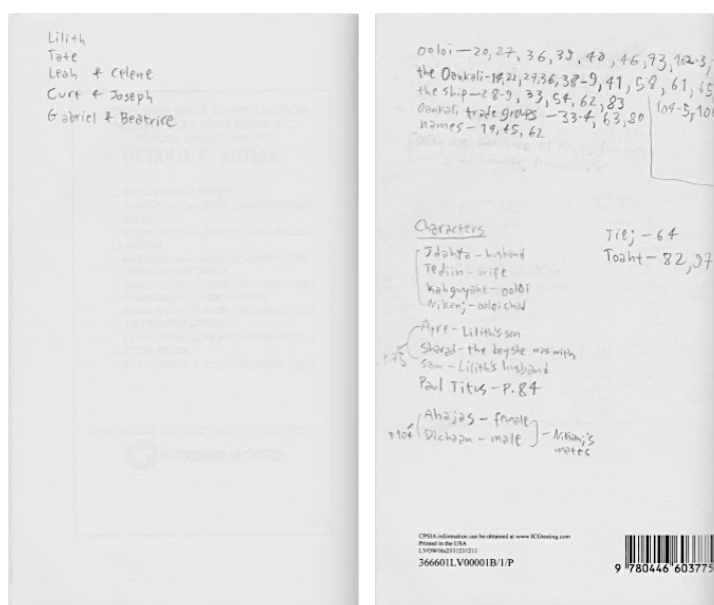 Lilith
Tate
Leah & Celene
Curt & Joseph
Gabriel & Beatrice
ooloi — 20, 27, 36, 39, 40, 46, 73, 102-3,
the Oankali - 19, 22, 27, 36, 38-9, 41, 58, 61, 65
the ship — 28-9, 33, 54, 62, 83
Oankali trade groups — 33-4, 63, 80
104-5, 10
names — 19, 45, 62
Characters
Jdahya - husband
Tediin - wife
Kahguyaht - ooloi
Nikanj - ooloi child
Tiej - 64
Toaht - 82, 97
Ayre - Lilith's son
Sharad - the boy she was with
Sam - Lilith's husband
Paul Titus - P. 84
Ahajas - female
Dichaan - male
Nikanj's
mates
p. 104
CPSIA information can be obtained at www.ICGtesting.com
Printed in the USA
366601LV00001B/1/P
9 780446 603775